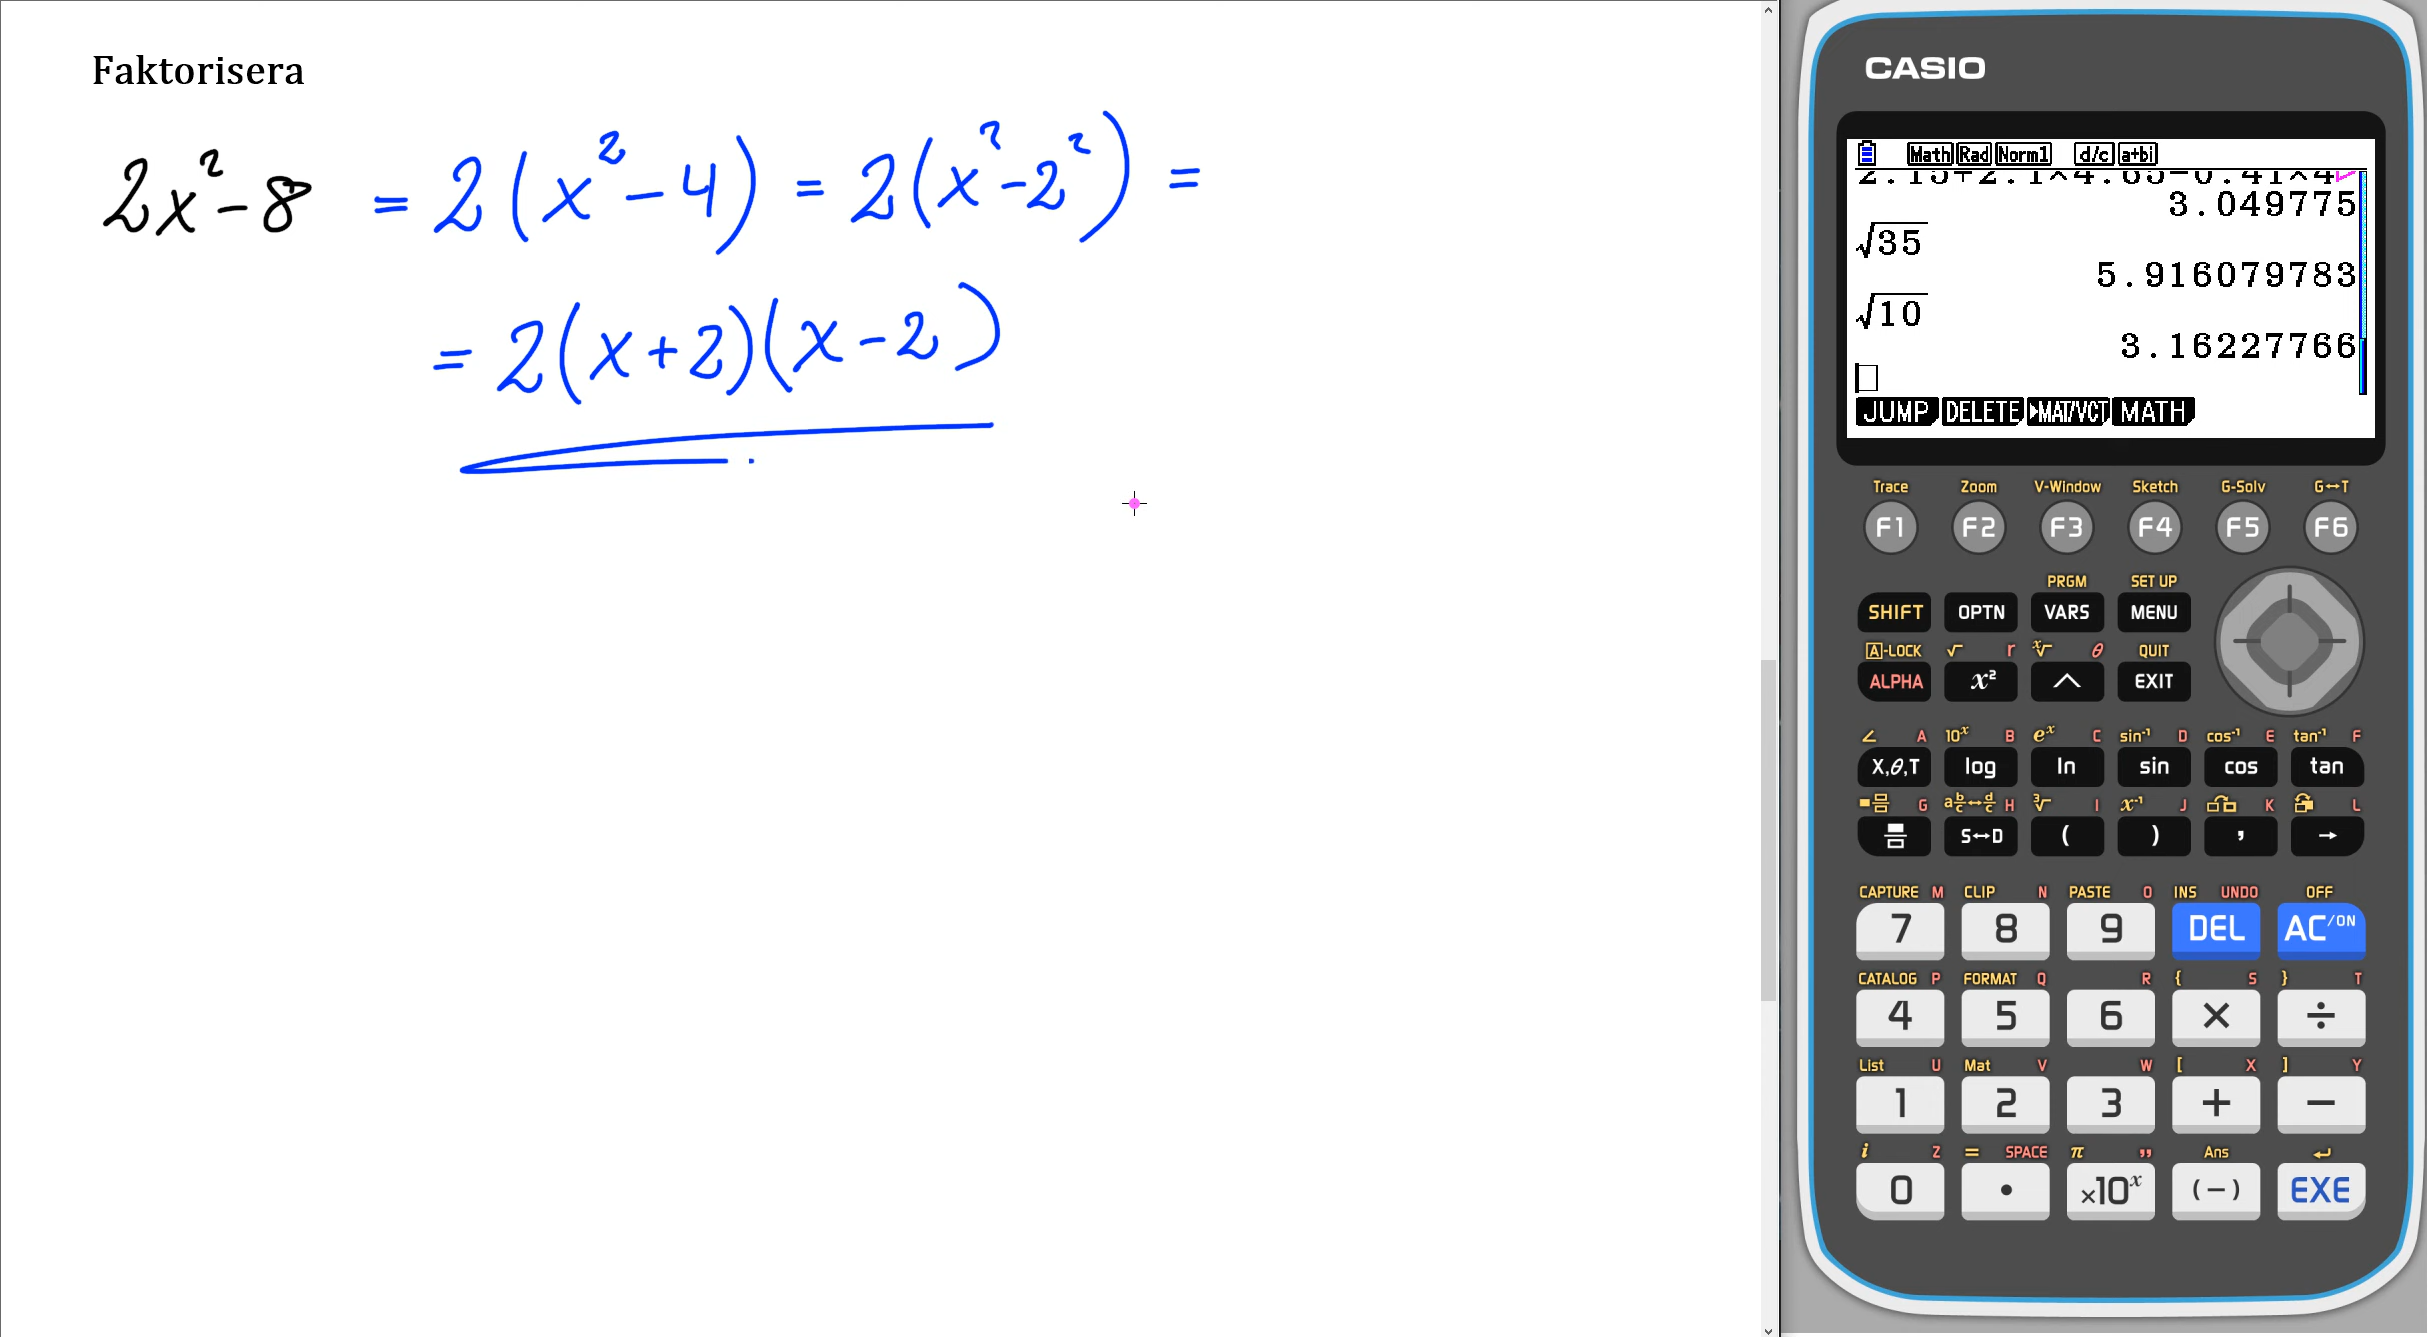 Faktorisera
2x² - 8 = 2(x² - 4) = 2(x² - 2²) =
= 2(x+2)(x-2)
CASIO
Math Rad Norm1 d/c a+bi
3.049775
√35
5.916079783
√10
3.16227766
JUMP DELETE ▶MAT/VCT MATH
Trace Zoom V-Window Sketch G-Solv G↔T
F1 F2 F3 F4 F5 F6
PRGM SET UP
SHIFT OPTN VARS MENU
A-LOCK √ r ˣ√ θ QUIT
ALPHA x² ^ EXIT
∠ A 10ˣ B eˣ C sin⁻¹ D cos⁻¹ E tan⁻¹ F
X,θ,T log ln sin cos tan
G a b/c↔d/c H ³√ I x⁻¹ J K L
S↔D ( ) , →
CAPTURE M CLIP N PASTE O INS UNDO OFF
7 8 9 DEL AC/ON
CATALOG P FORMAT Q R { S } T
4 5 6 × ÷
List U Mat V W [ X ] Y
1 2 3 + −
i Z = SPACE π " Ans ↵
0 • ×10ˣ (−) EXE